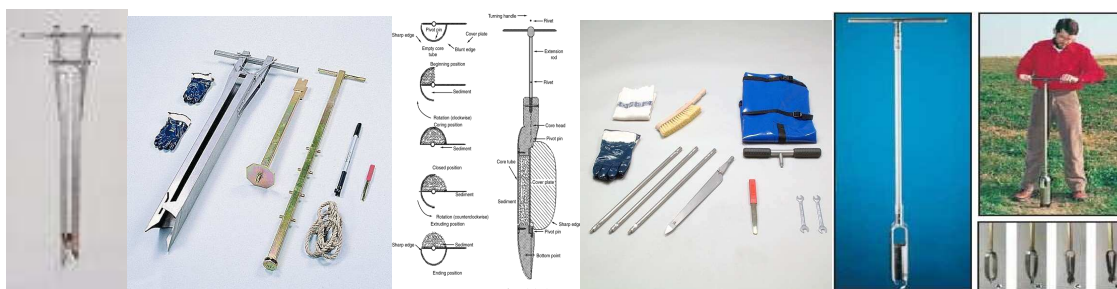 Turning handle
Rivet
Pivot pin
Sharp edge
Cover plate
Empty core
tube
Blunt edge
Beginning position
Extension
rod
Sediment
Rivet
Rotation (clockwise)
Coring position
Core head
Sediment
Pivot pin
Core tube
Closed position
Cover plate
Sediment
Rotation (counterclockwise)
Extruding position
Sharp edge
Sharp edge
Sediment
Pivot pin
Bottom point
Ending position